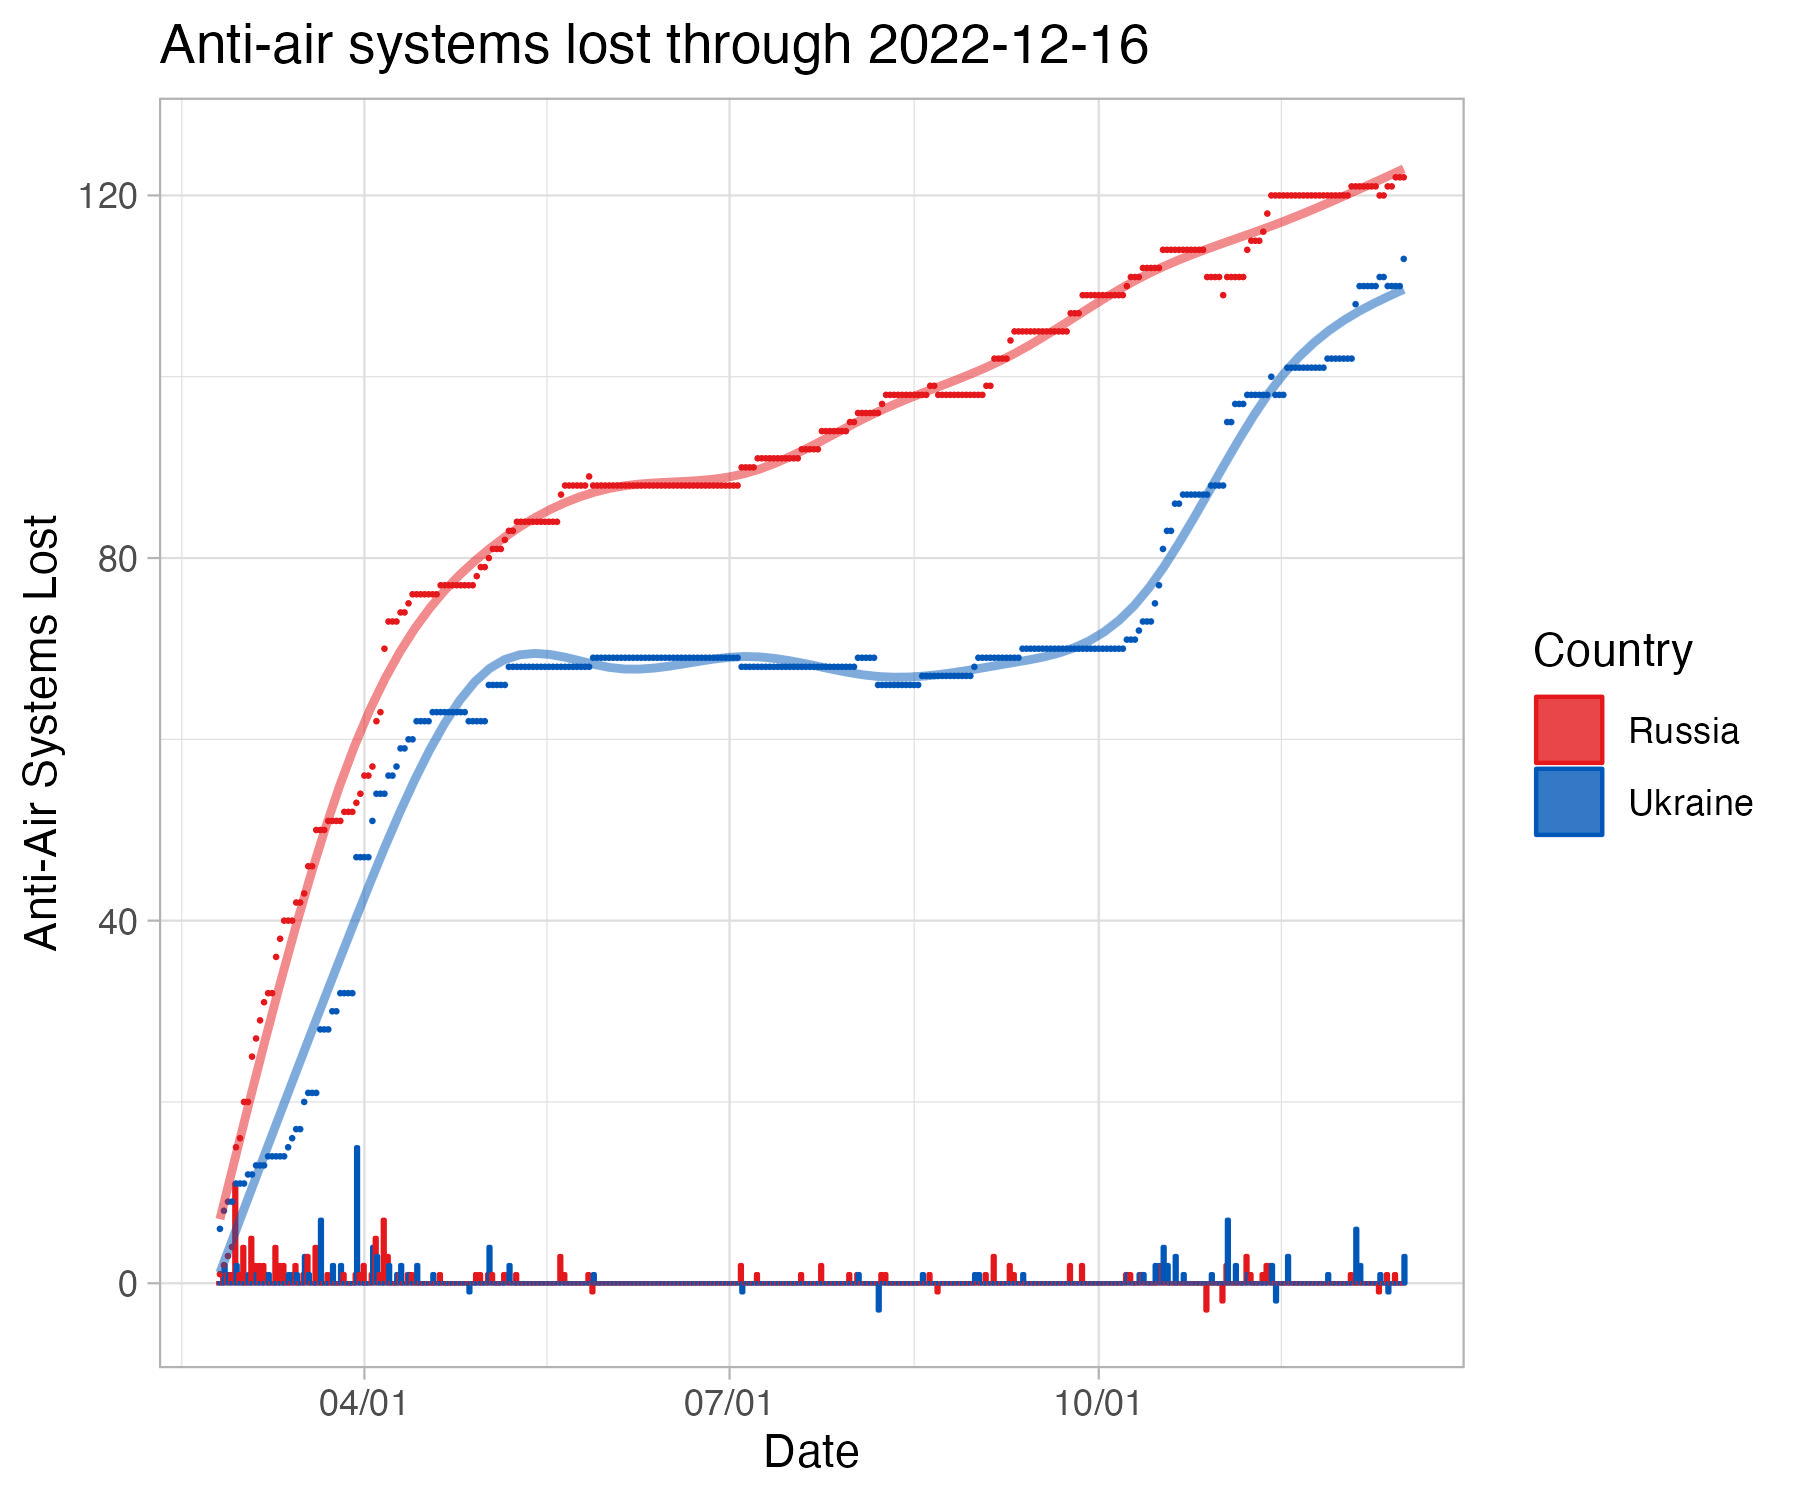 Anti-air systems lost through 2022-12-16
Anti-Air Systems Lost
120
80
40
0
04/01
07/01
10/01
Date
Country
Russia
Ukraine